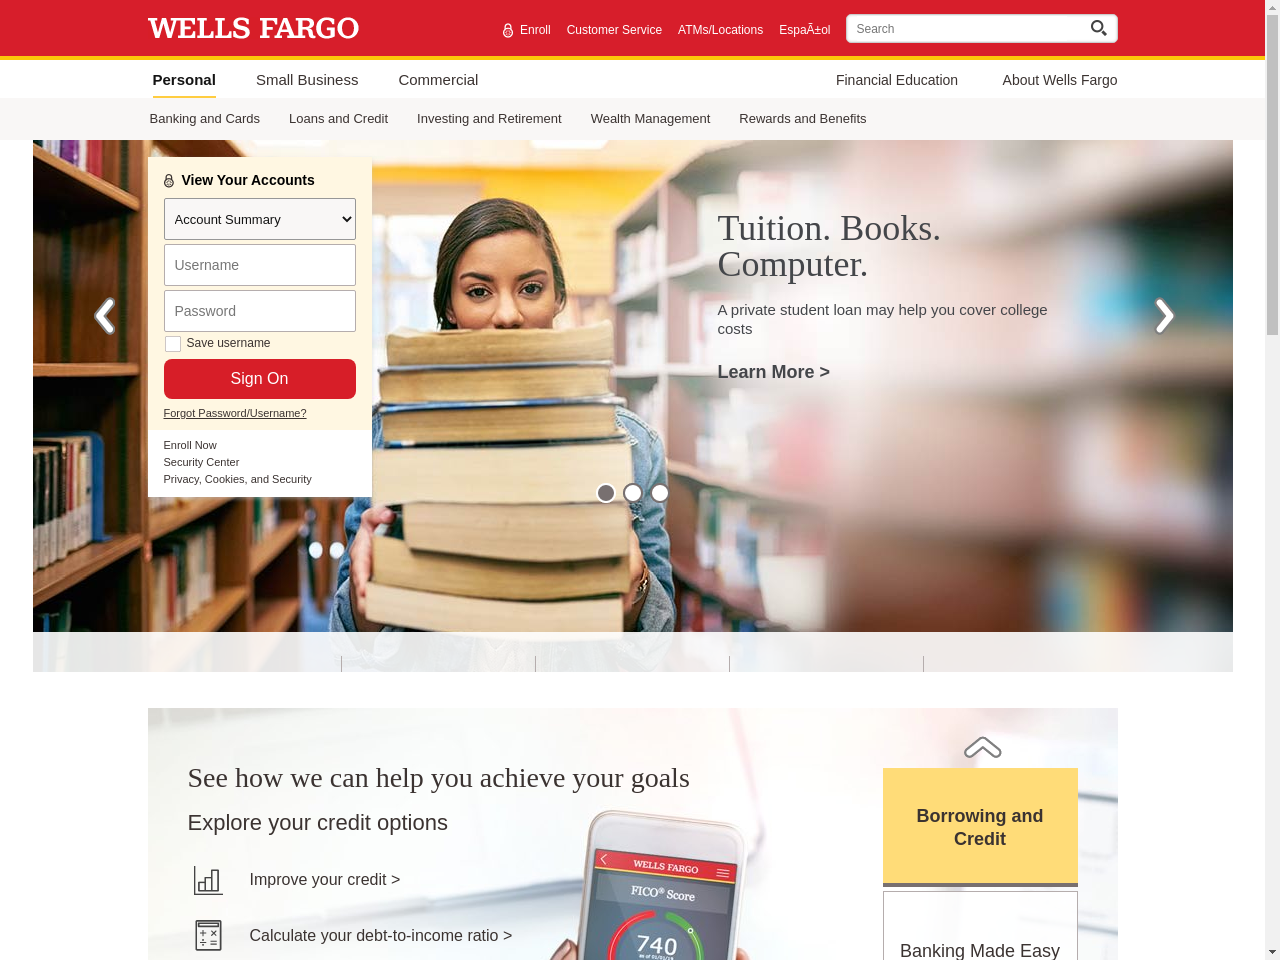 WELLS FARGO
Enroll
Customer Service
ATMs/Locations
EspaÃ±ol
Search
Personal
Small Business
Commercial
Financial Education
About Wells Fargo
Banking and Cards
Loans and Credit
Investing and Retirement
Wealth Management
Rewards and Benefits
View Your Accounts
Account Summary
Username
Password
Save username
Sign On
Forgot Password/Username?
Enroll Now
Security Center
Privacy, Cookies, and Security
Tuition. Books.
Computer.
A private student loan may help you cover college
costs
Learn More >
See how we can help you achieve your goals
Explore your credit options
Improve your credit >
Calculate your debt-to-income ratio >
WELLS FARGO
FICO® Score
740
as of 01/01/19
Borrowing and
Credit
Banking Made Easy